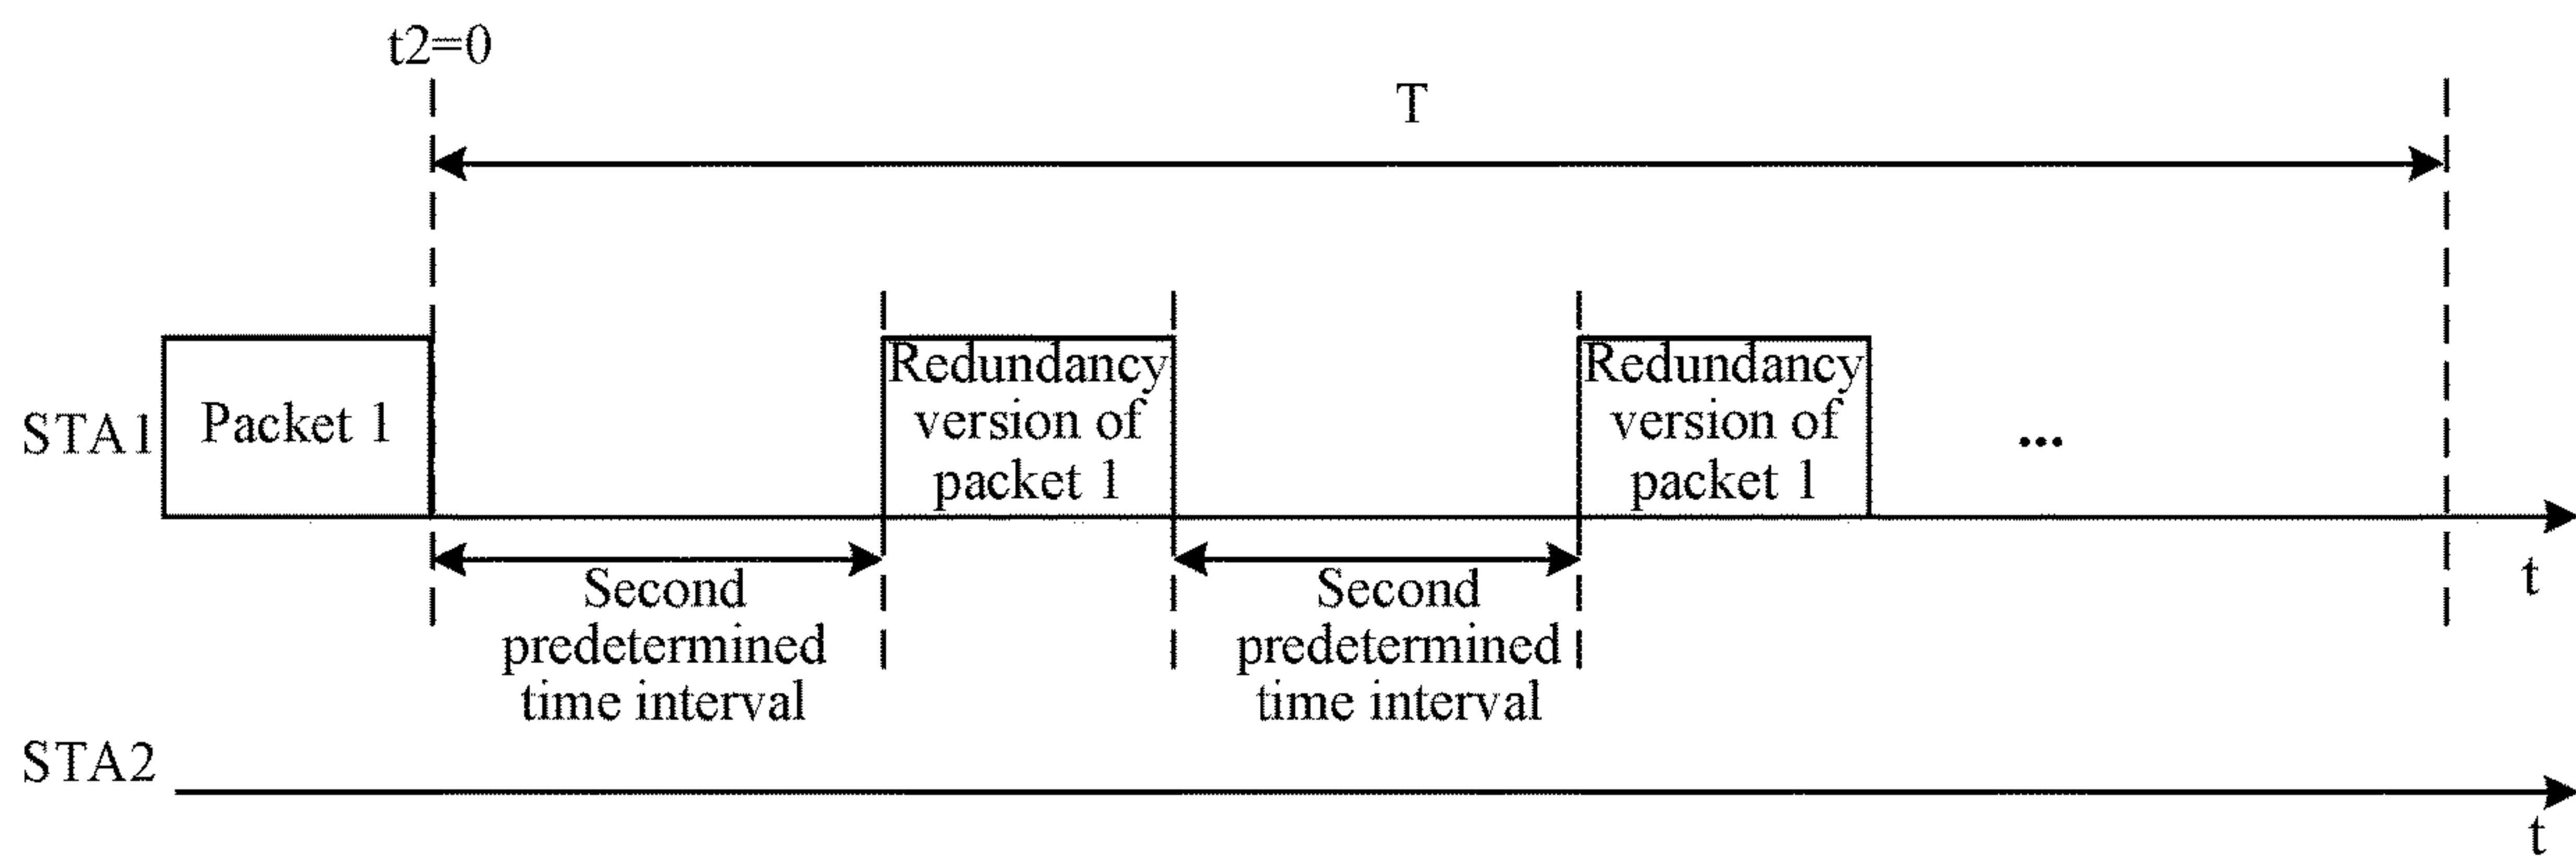 t2=0
T
STA1
Packet 1
Redundancy
version of
packet 1
Redundancy
version of
packet 1
...
t
Second
predetermined
time interval
Second
predetermined
time interval
STA2
t